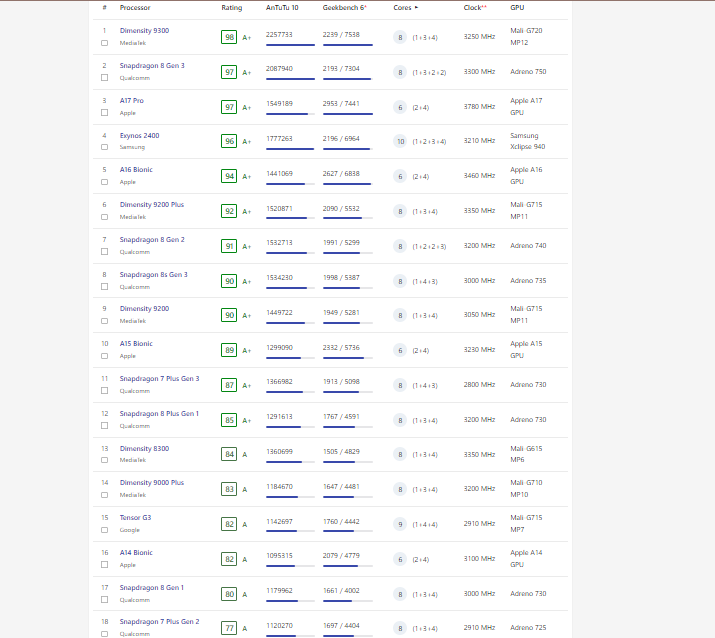 # Processor Rating AnTuTu 10 Geekbench 6* Cores Clock** GPU
1 Dimensity 9300 98 A+ 2257733 2239 / 7538 8 (1+3+4) 3250 MHz Mali-G720
MediaTek MP12
2 Snapdragon 8 Gen 3 97 A+ 2087940 2193 / 7304 8 (1+3+2+2) 3300 MHz Adreno 750
Qualcomm
3 A17 Pro 97 A+ 1549189 2953 / 7441 6 (2+4) 3780 MHz Apple A17
Apple GPU
4 Exynos 2400 96 A+ 1777263 2196 / 6964 10 (1+2+3+4) 3210 MHz Samsung
Samsung Xclipse 940
5 A16 Bionic 94 A+ 1441069 2627 / 6838 6 (2+4) 3460 MHz Apple A16
Apple GPU
6 Dimensity 9200 Plus 92 A+ 1520871 2090 / 5532 8 (1+3+4) 3350 MHz Mali-G715
MediaTek MP11
7 Snapdragon 8 Gen 2 91 A+ 1532713 1991 / 5299 8 (1+2+2+3) 3200 MHz Adreno 740
Qualcomm
8 Snapdragon 8s Gen 3 90 A+ 1534230 1998 / 5387 8 (1+4+3) 3000 MHz Adreno 735
Qualcomm
9 Dimensity 9200 90 A+ 1449722 1949 / 5281 8 (1+3+4) 3050 MHz Mali-G715
MediaTek MP11
10 A15 Bionic 89 A+ 1299090 2332 / 5736 6 (2+4) 3230 MHz Apple A15
Apple GPU
11 Snapdragon 7 Plus Gen 3 87 A+ 1366982 1913 / 5098 8 (1+4+3) 2800 MHz Adreno 730
Qualcomm
12 Snapdragon 8 Plus Gen 1 85 A+ 1291613 1767 / 4591 8 (1+3+4) 3200 MHz Adreno 730
Qualcomm
13 Dimensity 8300 84 A 1360699 1505 / 4829 8 (1+3+4) 3350 MHz Mali-G615
MediaTek MP6
14 Dimensity 9000 Plus 83 A 1184670 1647 / 4481 8 (1+3+4) 3200 MHz Mali-G710
MediaTek MP10
15 Tensor G3 82 A 1142697 1760 / 4442 9 (1+4+4) 2910 MHz Mali-G715
Google MP7
16 A14 Bionic 82 A 1095315 2079 / 4779 6 (2+4) 3100 MHz Apple A14
Apple GPU
17 Snapdragon 8 Gen 1 80 A 1179962 1661 / 4002 8 (1+3+4) 3000 MHz Adreno 730
Qualcomm
18 Snapdragon 7 Plus Gen 2 77 A 1120270 1697 / 4404 8 (1+3+4) 2910 MHz Adreno 725
Qualcomm